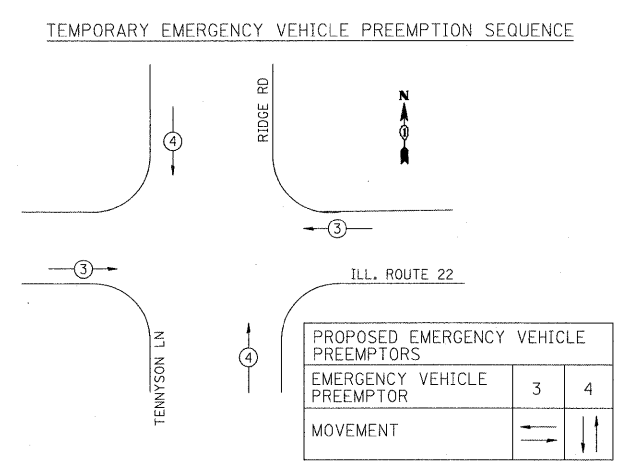 TEMPORARY EMERGENCY VEHICLE PREEMPTION SEQUENCE
RIDGE RD
N
1
4
3
3
ILL. ROUTE 22
4
TENNYSON LN
PROPOSED EMERGENCY VEHICLE
PREEMPTORS
EMERGENCY VEHICLE
PREEMPTOR
3
4
MOVEMENT